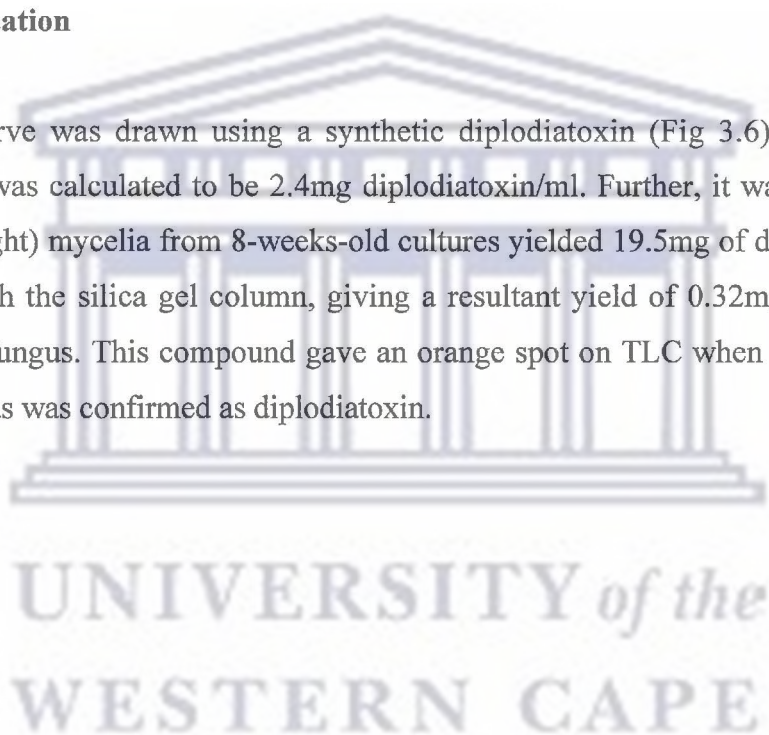 ation
rve was drawn using a synthetic diplodiatoxin (Fig 3.6)
was calculated to be 2.4mg diplodiatoxin/ml. Further, it wa
ght) mycelia from 8-weeks-old cultures yielded 19.5mg of d
h the silica gel column, giving a resultant yield of 0.32m
ungus. This compound gave an orange spot on TLC when
as was confirmed as diplodiatoxin.
UNIVERSITY of the
WESTERN CAPE